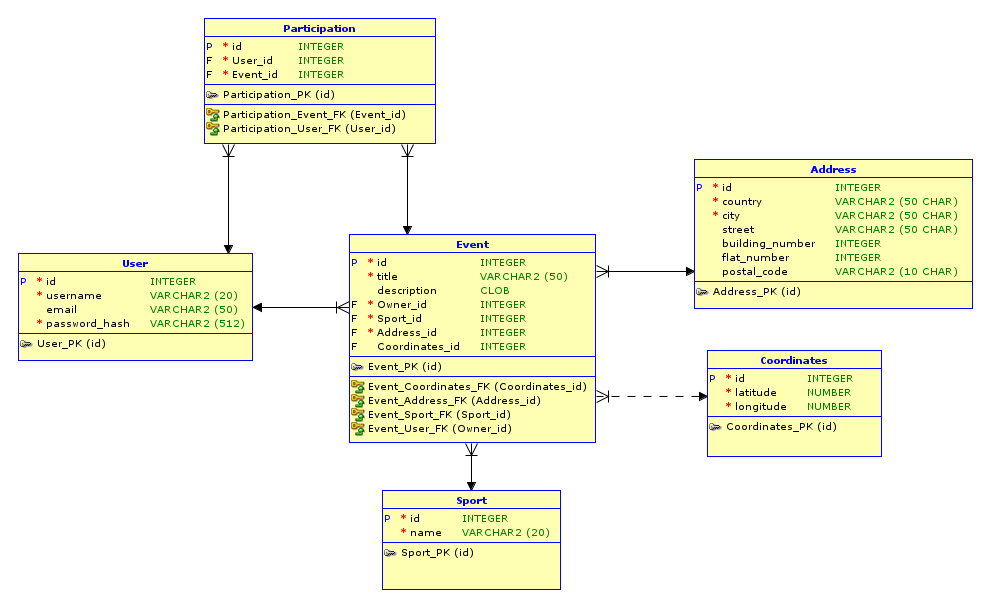 Participation
P * id INTEGER
F * User_id INTEGER
F * Event_id INTEGER
Participation_PK (id)
Participation_Event_FK (Event_id)
Participation_User_FK (User_id)
Address
P * id INTEGER
* country VARCHAR2 (50 CHAR)
* city VARCHAR2 (50 CHAR)
street VARCHAR2 (50 CHAR)
building_number INTEGER
flat_number INTEGER
postal_code VARCHAR2 (10 CHAR)
Address_PK (id)
User
P * id INTEGER
* username VARCHAR2 (20)
email VARCHAR2 (50)
* password_hash VARCHAR2 (512)
User_PK (id)
Event
P * id INTEGER
* title VARCHAR2 (50)
description CLOB
F * Owner_id INTEGER
F * Sport_id INTEGER
F * Address_id INTEGER
F Coordinates_id INTEGER
Event_PK (id)
Event_Coordinates_FK (Coordinates_id)
Event_Address_FK (Address_id)
Event_Sport_FK (Sport_id)
Event_User_FK (Owner_id)
Coordinates
P * id INTEGER
* latitude NUMBER
* longitude NUMBER
Coordinates_PK (id)
Sport
P * id INTEGER
* name VARCHAR2 (20)
Sport_PK (id)